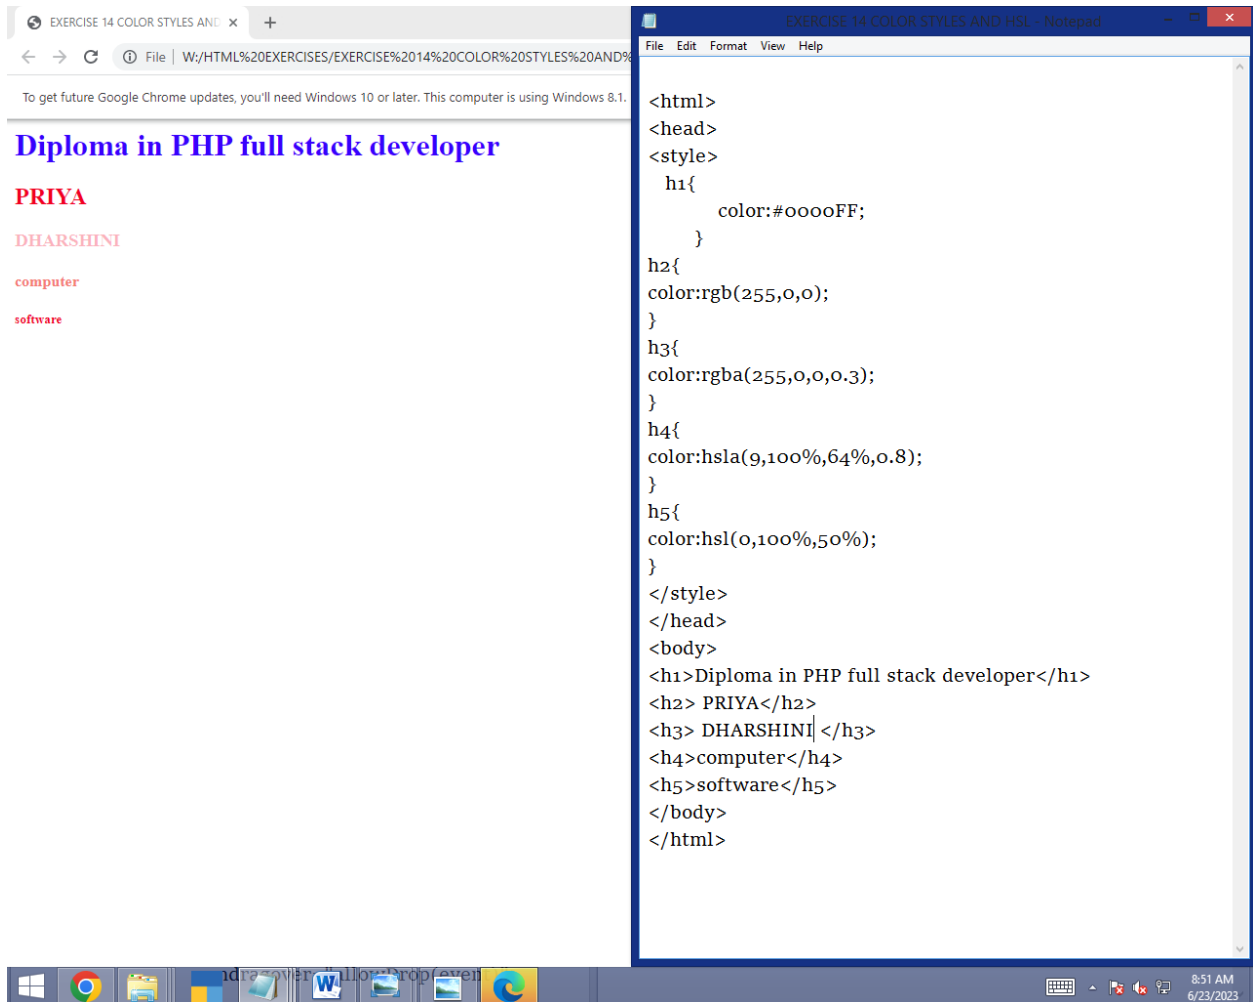 EXERCISE 14 COLOR STYLES AND
File W:/HTML%20EXERCISES/EXERCISE%2014%20COLOR%20STYLES%20AND%
To get future Google Chrome updates, you'll need Windows 10 or later. This computer is using Windows 8.1.
Diploma in PHP full stack developer
PRIYA
DHARSHINI
computer
software
EXERCISE 14 COLOR STYLES AND HSL - Notepad
File Edit Format View Help
<html>
<head>
<style>
h1{
color:#0000FF;
}
h2{
color:rgb(255,0,0);
}
h3{
color:rgba(255,0,0,0.3);
}
h4{
color:hsla(9,100%,64%,0.8);
}
h5{
color:hsl(0,100%,50%);
}
</style>
</head>
<body>
<h1>Diploma in PHP full stack developer</h1>
<h2> PRIYA</h2>
<h3> DHARSHINI </h3>
<h4>computer</h4>
<h5>software</h5>
</body>
</html>
8:51 AM
6/23/2023